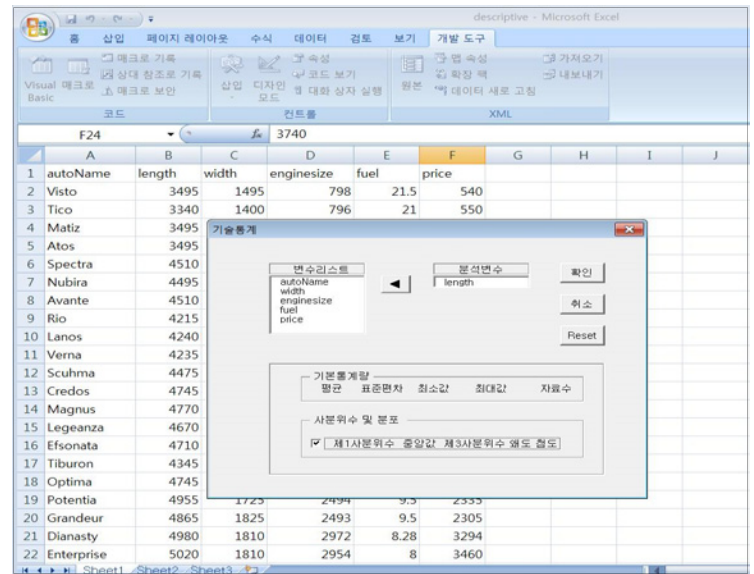 descriptive - Microsoft Excel
홈 삽입 페이지 레이아웃 수식 데이터 검토 보기 개발 도구
Visual Basic
매크로
매크로 기록
상대 참조로 기록
매크로 보안
코드
삽입
디자인 모드
속성
코드 보기
대화 상자 실행
컨트롤
원본
맵 속성
확장 팩
데이터 새로 고침
가져오기
내보내기
XML
F24 fx 3740
A B C D E F G H I J
1 autoName length width enginesize fuel price
2 Visto 3495 1495 798 21.5 540
3 Tico 3340 1400 796 21 550
4 Matiz 3495
5 Atos 3495
6 Spectra 4510
7 Nubira 4495
8 Avante 4510
9 Rio 4215
10 Lanos 4240
11 Verna 4235
12 Scuhma 4475
13 Credos 4745
14 Magnus 4770
15 Legeanza 4670
16 Efsonata 4710
17 Tiburon 4345
18 Optima 4745
19 Potentia 4955 1725 2494 9.5 2335
20 Grandeur 4865 1825 2493 9.5 2305
21 Dianasty 4980 1810 2972 8.28 3294
22 Enterprise 5020 1810 2954 8 3460
Sheet1 Sheet2 Sheet3
기술통계
변수리스트
autoName
width
enginesize
fuel
price
분석변수
length
확인
취소
Reset
기본통계량
평균 표준편차 최소값 최대값 자료수
사분위수 및 분포
제1사분위수 중앙값 제3사분위수 왜도 첨도